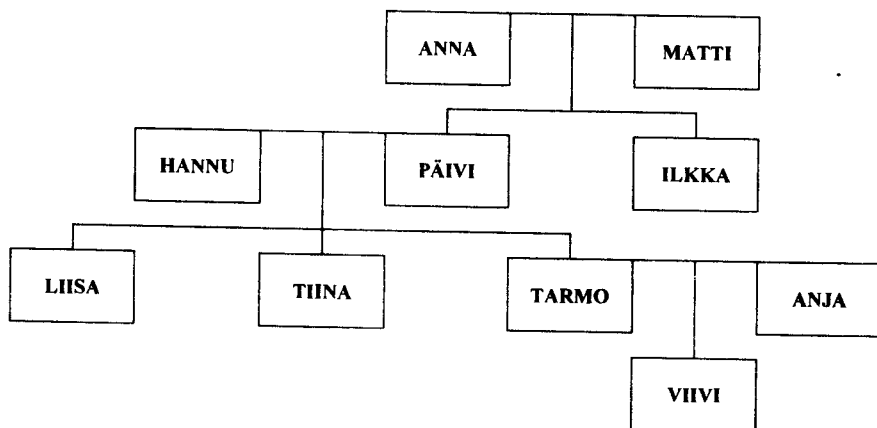 ANNA
MATTI
HANNU
PÄIVI
ILKKA
LIISA
TIINA
TARMO
ANJA
VIIVI